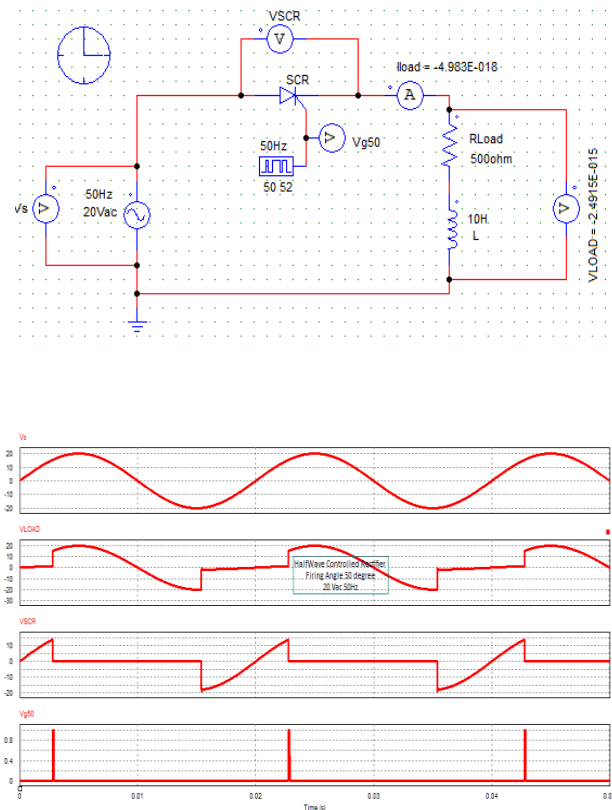 VSCR
V
Iload = -4.983E-018
SCR
A
50Hz
V
Vg50
50 52
RLoad
500ohm
Vs
V
50Hz
20Vac
10H
L
V
VLOAD = -2.4915E-015
Vs
20
10
0
-10
-20
VLOAD
20
10
0
-10
-20
-30
HalfWave Controlled Rectifier
Firing Angle 50 degree
20 Vac 50Hz
VSCR
10
0
-10
-20
Vg50
0.8
0.4
0
0
0.01
0.02
0.03
0.04
Time (s)